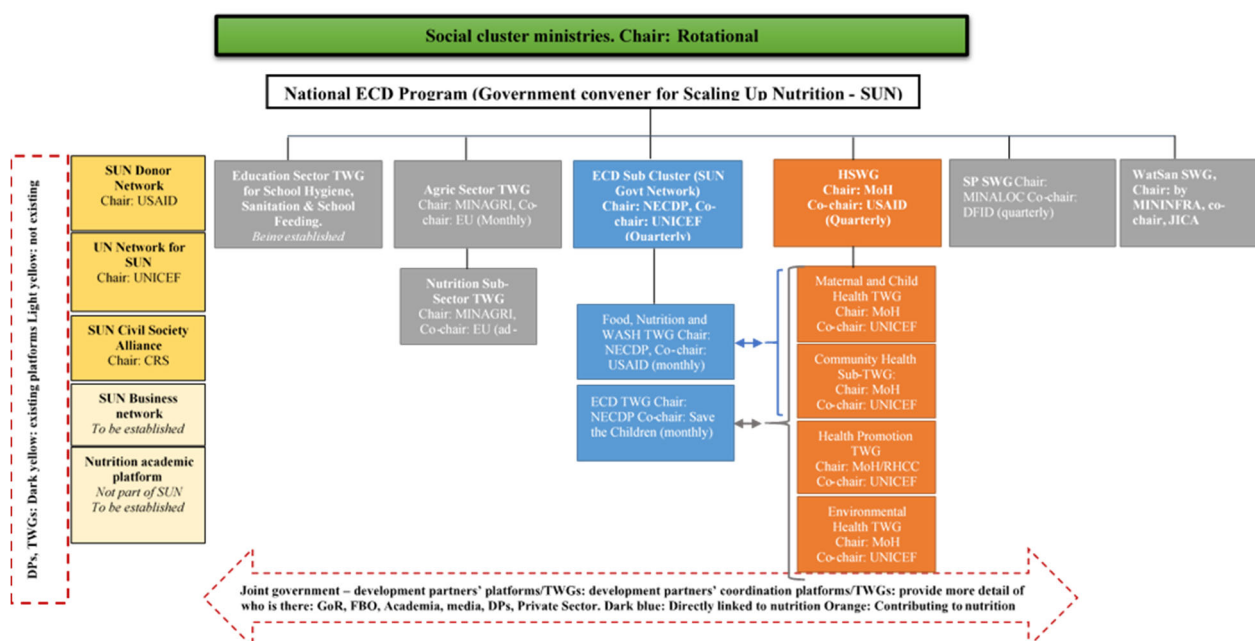 Social cluster ministries. Chair: Rotational
National ECD Program (Government convener for Scaling Up Nutrition - SUN)
DPs, TWGs: Dark yellow: existing platforms Light yellow: not existing
SUN Donor
Network
Chair: USAID
UN Network for
SUN
Chair: UNICEF
SUN Civil Society
Alliance
Chair: CRS
SUN Business
network
To be established
Nutrition academic
platform
Not part of SUN
To be established
Education Sector TWG
for School Hygiene,
Sanitation & School
Feeding.
Being established
Agric Sector TWG
Chair: MINAGRI, Co-
chair: EU (Monthly)
Nutrition Sub-
Sector TWG
Chair: MINAGRI,
Co-chair: EU (ad -
ECD Sub Cluster (SUN
Govt Network)
Chair: NECDP, Co-
chair: UNICEF
(Quarterly)
Food, Nutrition and
WASH TWG Chair:
NECDP, Co-chair:
USAID (monthly)
ECD TWG Chair:
NECDP Co-chair: Save
the Children (monthly)
HSWG
Chair: MoH
Co-chair: USAID
(Quarterly)
Maternal and Child
Health TWG
Chair: MoH
Co-chair: UNICEF
Community Health
Sub-TWG:
Chair: MoH
Co-chair: UNICEF
Health Promotion
TWG
Chair: MoH/RHCC
Co-chair: UNICEF
Environmental
Health TWG
Chair: MoH
Co-chair: UNICEF
SP SWG Chair:
MINALOC Co-chair:
DFID (quarterly)
WatSan SWG,
Chair: by
MININFRA, co-
chair, JICA
Joint government – development partners’ platforms/TWGs: development partners’ coordination platforms/TWGs: provide more detail of
who is there: GoR, FBO, Academia, media, DPs, Private Sector. Dark blue: Directly linked to nutrition Orange: Contributing to nutrition